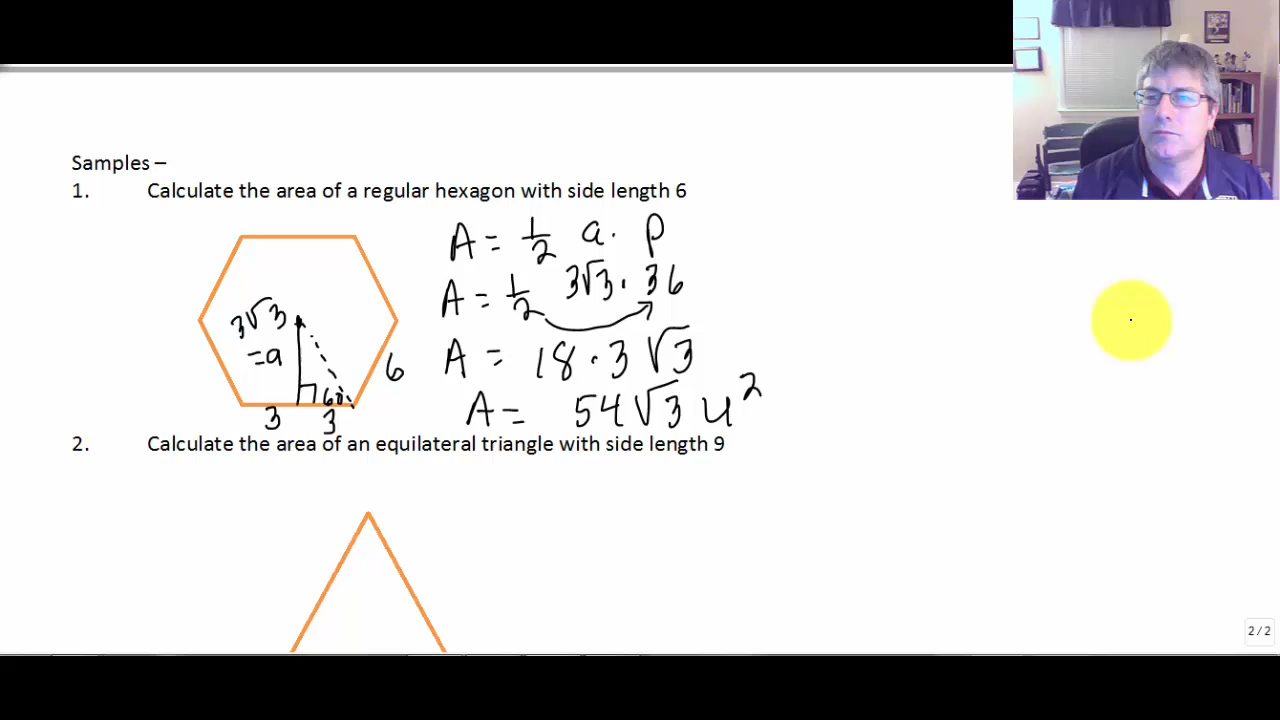 Samples –
1. Calculate the area of a regular hexagon with side length 6
A = 1/2 a · p
A = 1/2 3√3 · 36
A = 18 · 3√3
A = 54√3 u²
3√3
= a
6
60°
3
3
2. Calculate the area of an equilateral triangle with side length 9
2 / 2